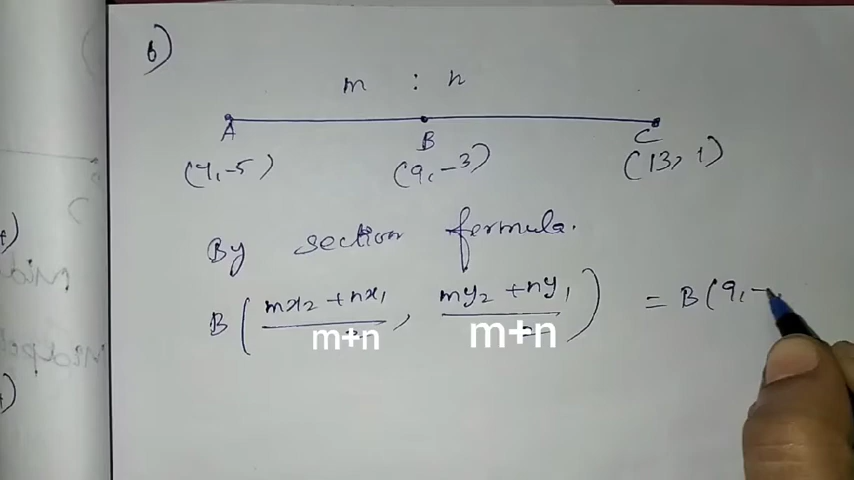 6)
m : n
A B C
(7,-5) (9,-3) (13,1)
By section formula.
B(mx₂+nx₁/m+n, my₂+ny₁/m+n) = B(9,-